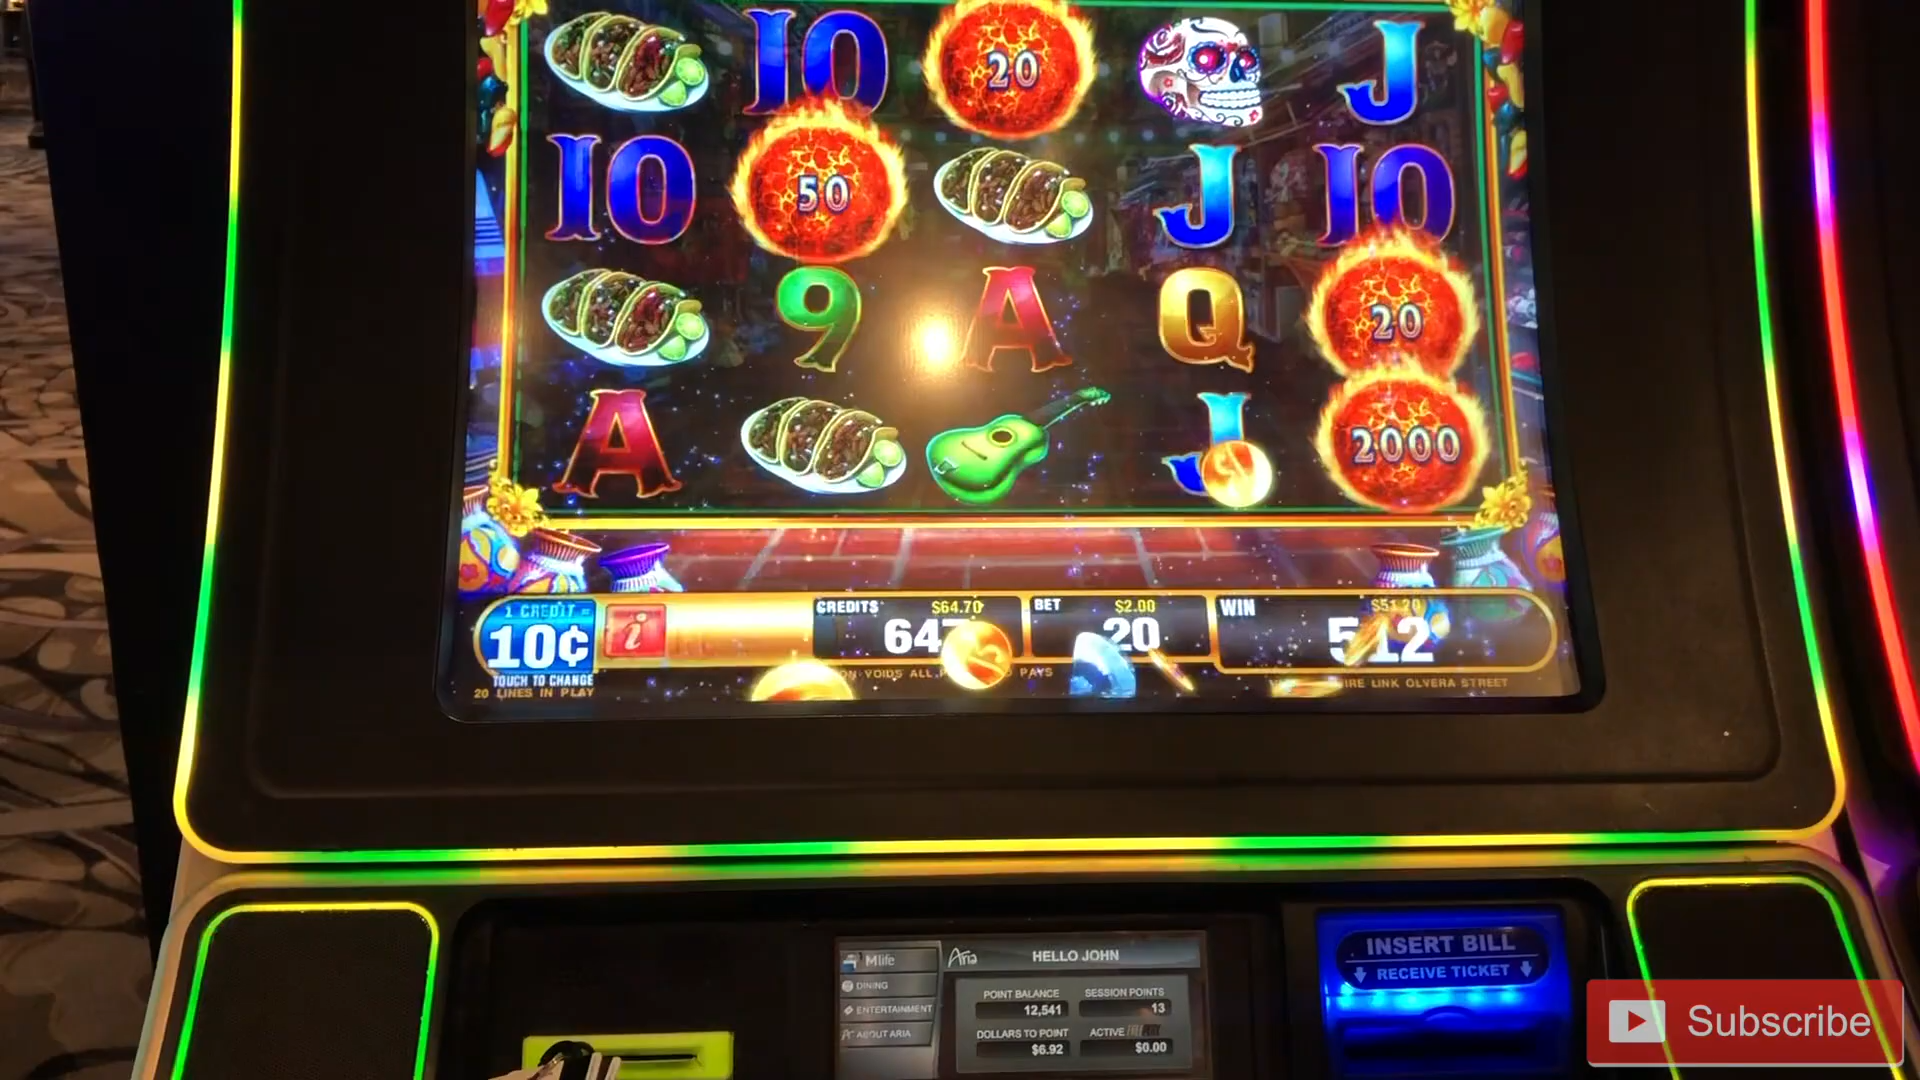 10 20 J
10 50 J 10
9 A Q 20
A J 2000
1 CREDIT =
10¢
TOUCH TO CHANGE
20 LINES IN PLAY
i
CREDITS $64.70
BET $2.00
20
WIN $51.20
512
VOIDS ALL
PAYS
LINK OLVERA STREET
Mlife
DINING
ENTERTAINMENT
ABOUT ARIA
Aria HELLO JOHN
POINT BALANCE SESSION POINTS
12,541 13
DOLLARS TO POINT ACTIVE
$6.92 $0.00
INSERT BILL
RECEIVE TICKET
Subscribe